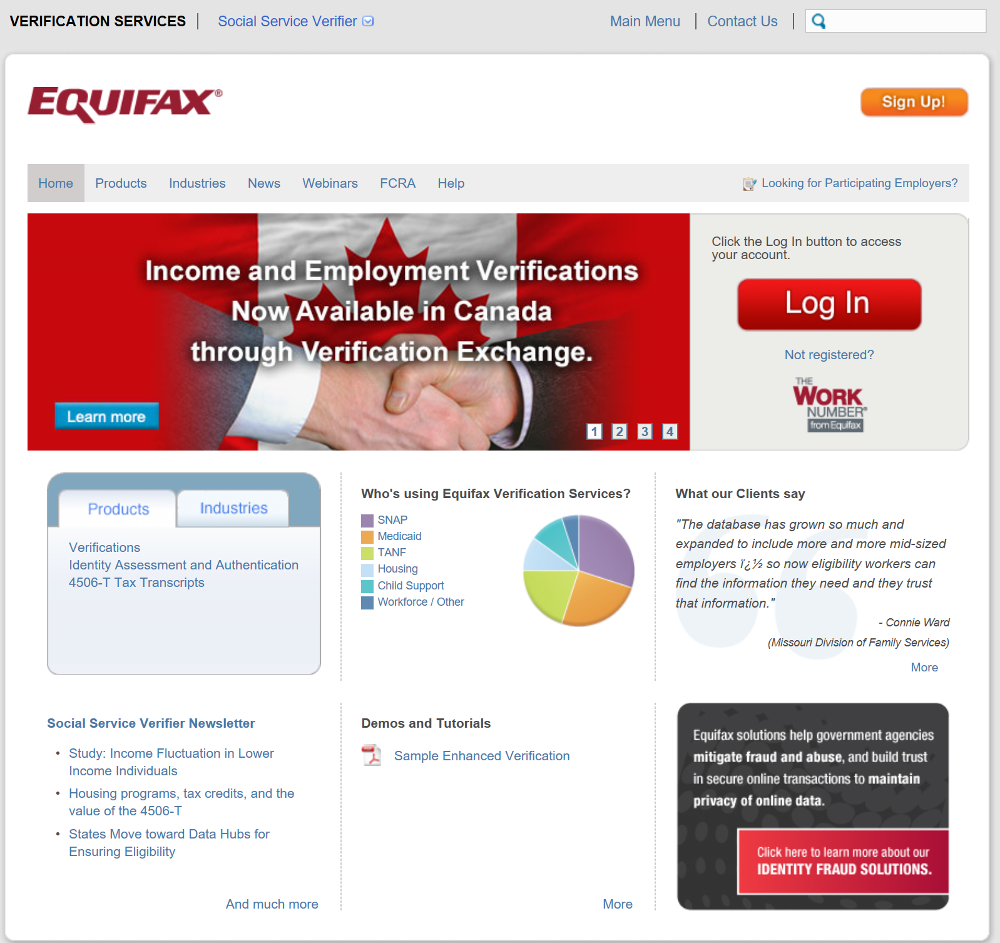 VERIFICATION SERVICES
Social Service Verifier
Main Menu
Contact Us
EQUIFAX®
Sign Up!
Home
Products
Industries
News
Webinars
FCRA
Help
Looking for Participating Employers?
Income and Employment Verifications
Now Available in Canada
through Verification Exchange.
Learn more
1 2 3 4
Click the Log In button to access
your account.
Log In
Not registered?
THE
WORK
NUMBER®
from Equifax
Products
Industries
Verifications
Identity Assessment and Authentication
4506-T Tax Transcripts
Who's using Equifax Verification Services?
SNAP
Medicaid
TANF
Housing
Child Support
Workforce / Other
What our Clients say
"The database has grown so much and
expanded to include more and more mid-sized
employers ï¿½ so now eligibility workers can
find the information they need and they trust
that information."
- Connie Ward
(Missouri Division of Family Services)
More
Social Service Verifier Newsletter
• Study: Income Fluctuation in Lower
Income Individuals
• Housing programs, tax credits, and the
value of the 4506-T
• States Move toward Data Hubs for
Ensuring Eligibility
And much more
Demos and Tutorials
Sample Enhanced Verification
More
Equifax solutions help government agencies
mitigate fraud and abuse, and build trust
in secure online transactions to maintain
privacy of online data.
Click here to learn more about our
IDENTITY FRAUD SOLUTIONS.